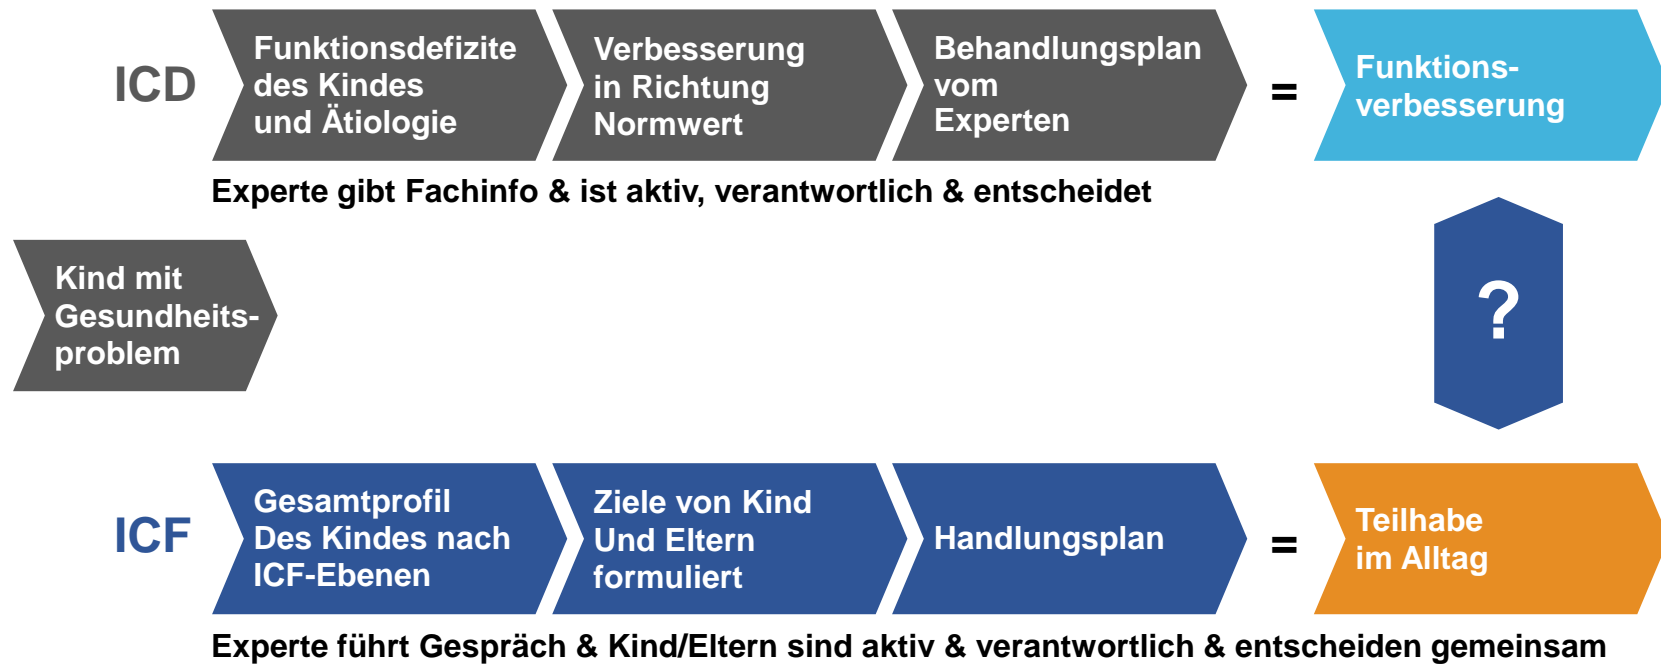 ICD
Funktionsdefizite
des Kindes
und Ätiologie
Verbesserung
in Richtung
Normwert
Behandlungsplan
vom
Experten
=
Funktions-
verbesserung
Experte gibt Fachinfo & ist aktiv, verantwortlich & entscheidet
Kind mit
Gesundheits-
problem
?
ICF
Gesamtprofil
Des Kindes nach
ICF-Ebenen
Ziele von Kind
Und Eltern
formuliert
Handlungsplan
=
Teilhabe
im Alltag
Experte führt Gespräch & Kind/Eltern sind aktiv & verantwortlich & entscheiden gemeinsam